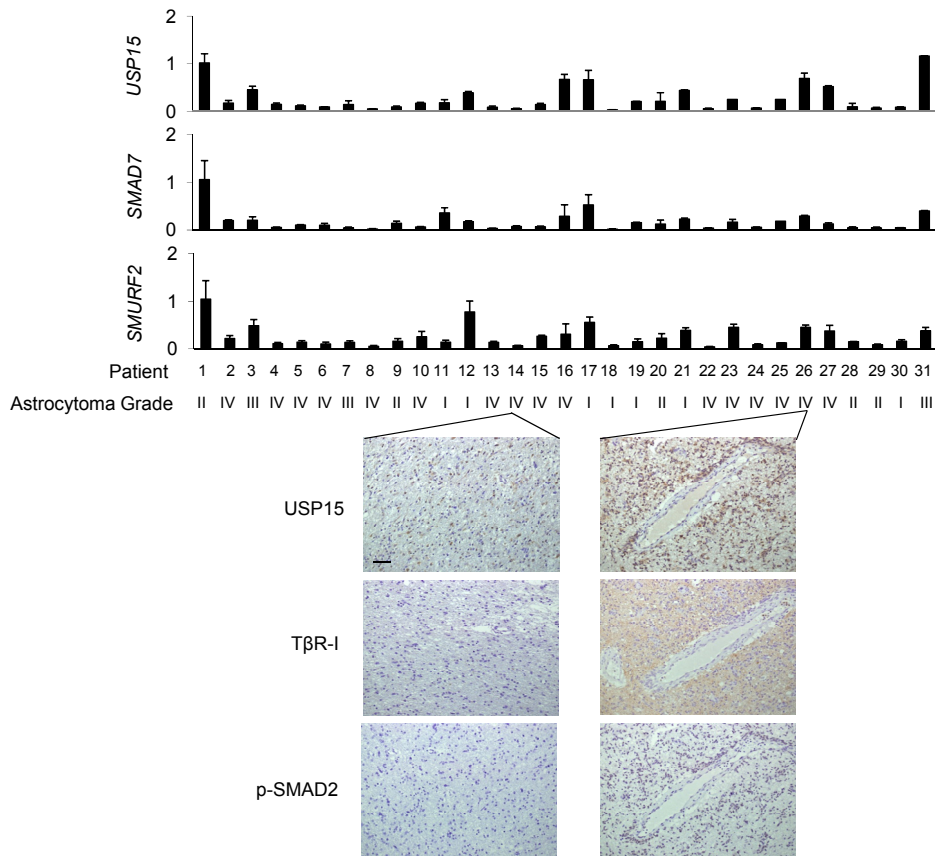 2
USP15
1
0
2
SMAD7
1
0
2
SMURF2
1
0
Patient 1 2 3 4 5 6 7 8 9 10 11 12 13 14 15 16 17 18 19 20 21 22 23 24 25 26 27 28 29 30 31
Astrocytoma Grade II IV III IV IV IV III IV II IV I I IV IV IV IV I I I II I IV IV IV IV IV IV II II I III
USP15
TβR-I
p-SMAD2